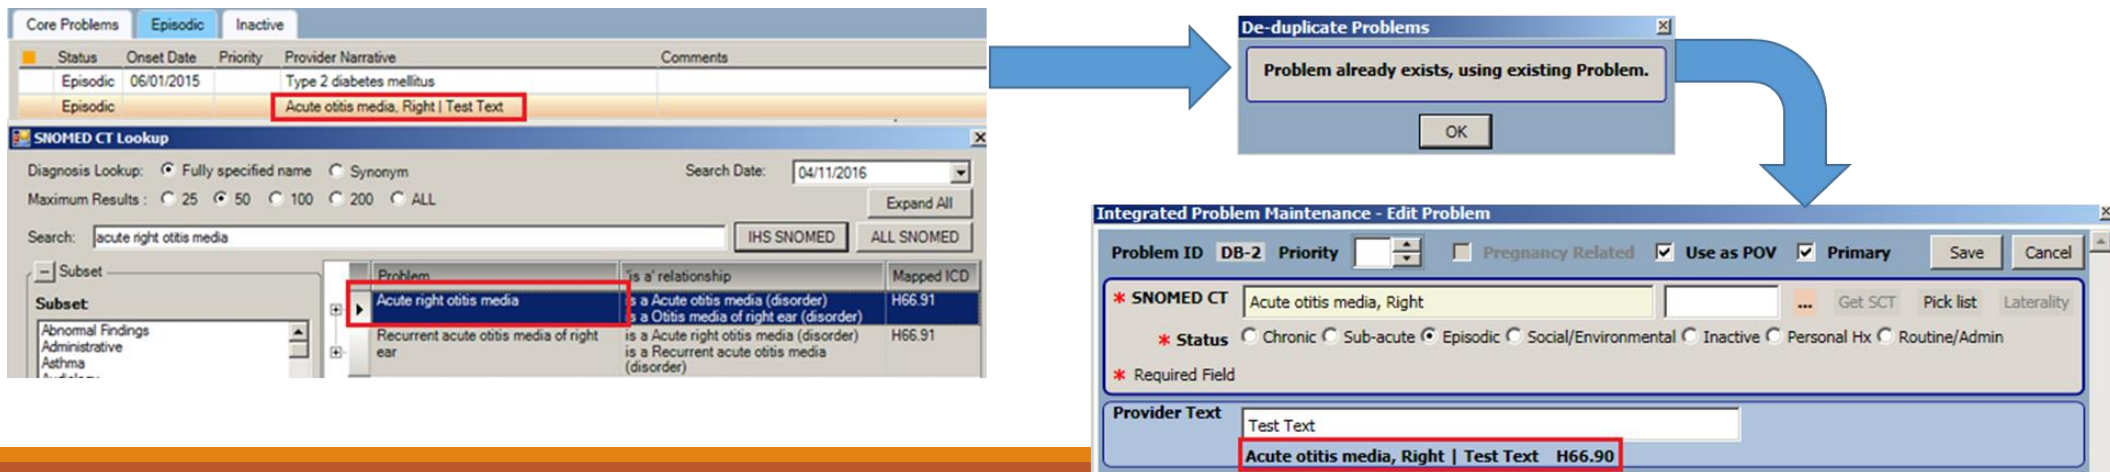 Core Problems Episodic Inactive
Status Onset Date Priority Provider Narrative Comments
Episodic 06/01/2015 Type 2 diabetes mellitus
Episodic Acute otitis media, Right | Test Text
SNOMED CT Lookup
Diagnosis Lookup: Fully specified name Synonym Search Date: 04/11/2016
Maximum Results : 25 50 100 200 ALL Expand All
Search: acute right otitis media IHS SNOMED ALL SNOMED
Subset
Problem 'is a' relationship Mapped ICD
Subset:
Acute right otitis media is a Acute otitis media (disorder) H66.91
is a Otitis media of right ear (disorder)
Abnormal Findings
Administrative
Asthma
Recurrent acute otitis media of right is a Acute right otitis media (disorder) H66.91
ear is a Recurrent acute otitis media
(disorder)
De-duplicate Problems
Problem already exists, using existing Problem.
OK
Integrated Problem Maintenance - Edit Problem
Problem ID DB-2 Priority Pregnancy Related Use as POV Primary Save Cancel
* SNOMED CT Acute otitis media, Right ... Get SCT Pick list Laterality
* Status Chronic Sub-acute Episodic Social/Environmental Inactive Personal Hx Routine/Admin
* Required Field
Provider Text Test Text
Acute otitis media, Right | Test Text H66.90